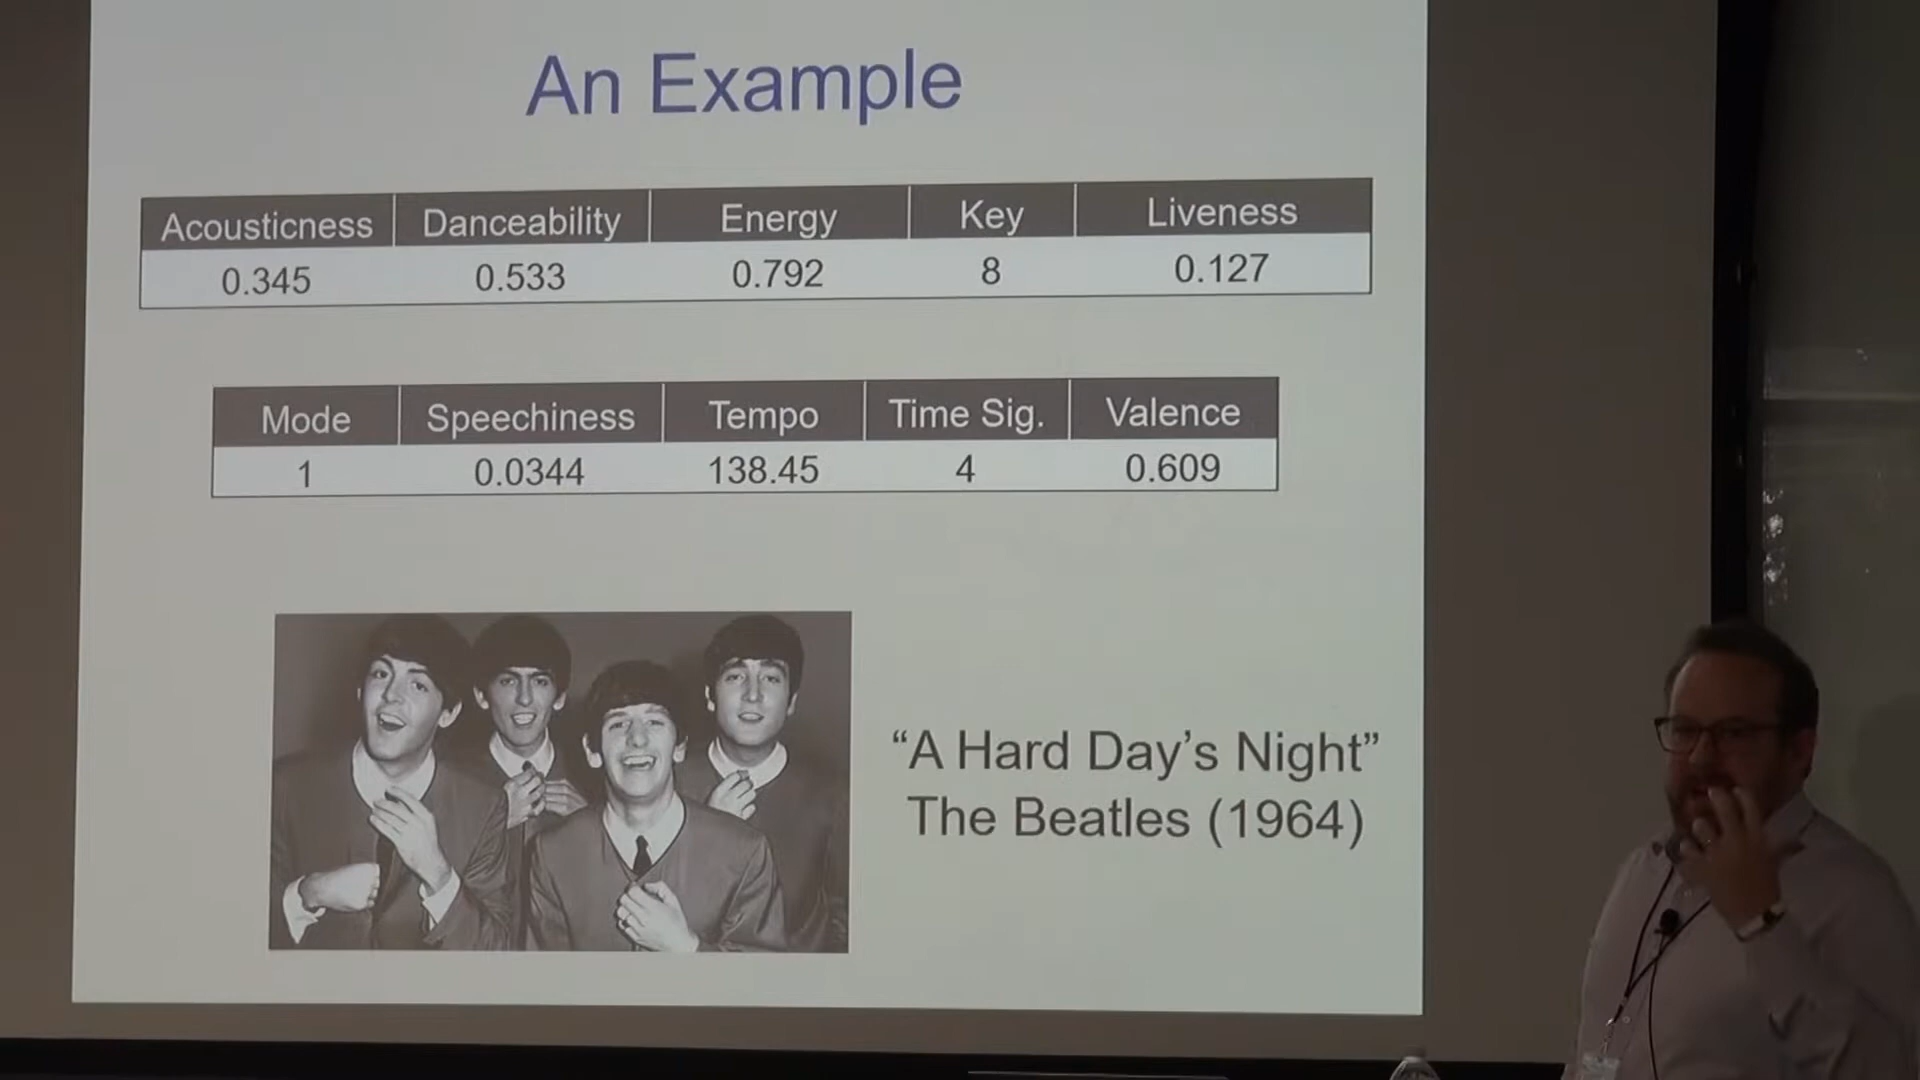 An Example
Acousticness Danceability Energy Key Liveness
0.345 0.533 0.792 8 0.127
Mode Speechiness Tempo Time Sig. Valence
1 0.0344 138.45 4 0.609
“A Hard Day’s Night”
The Beatles (1964)